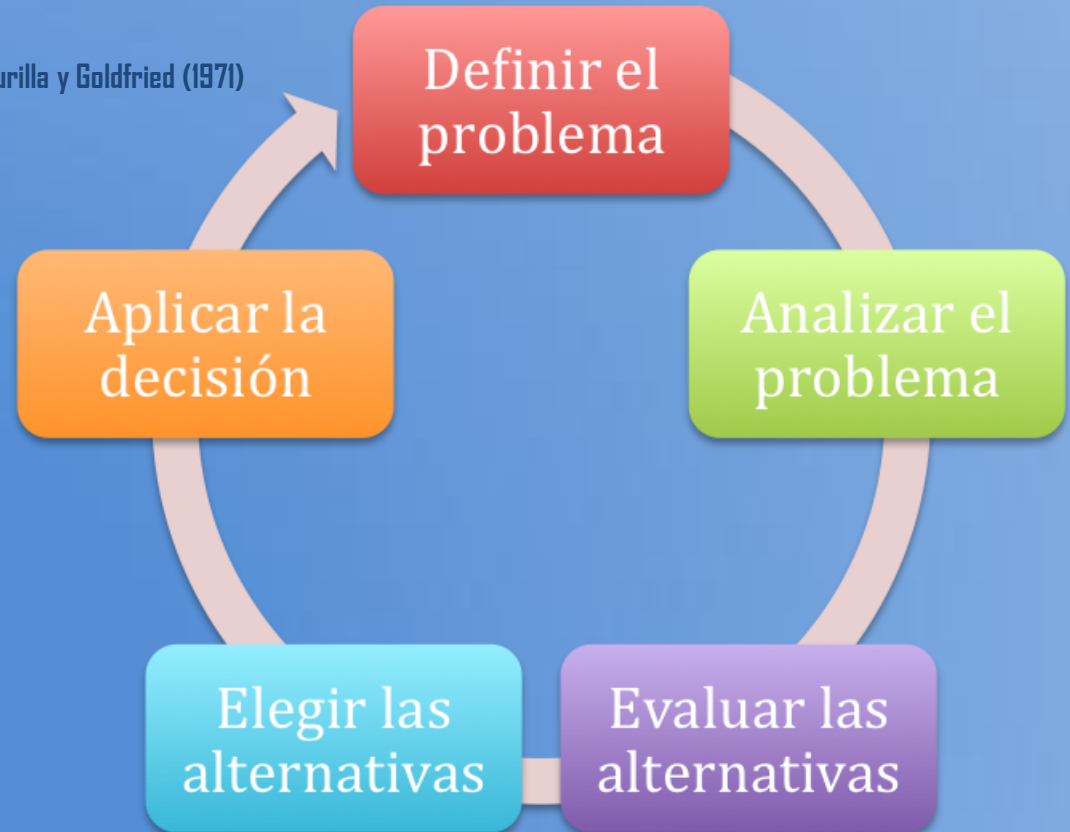 urilla y Goldfried (1971)
Definir el
problema
Analizar el
problema
Evaluar las
alternativas
Elegir las
alternativas
Aplicar la
decisión